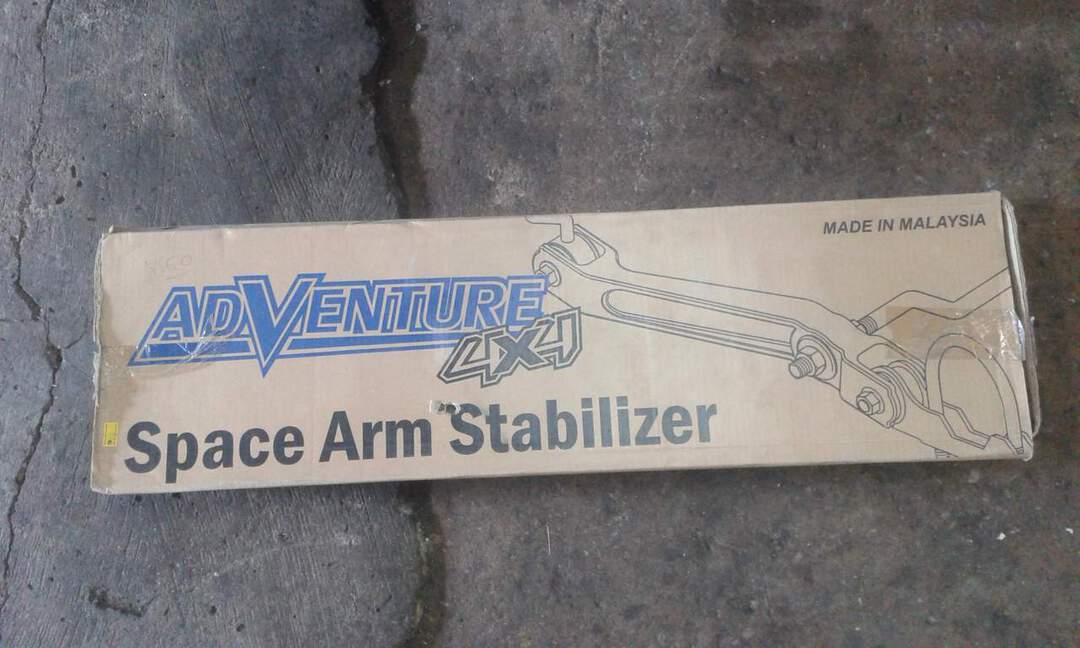 MADE IN MALAYSIA
ADVENTURE
4X4
Space Arm Stabilizer